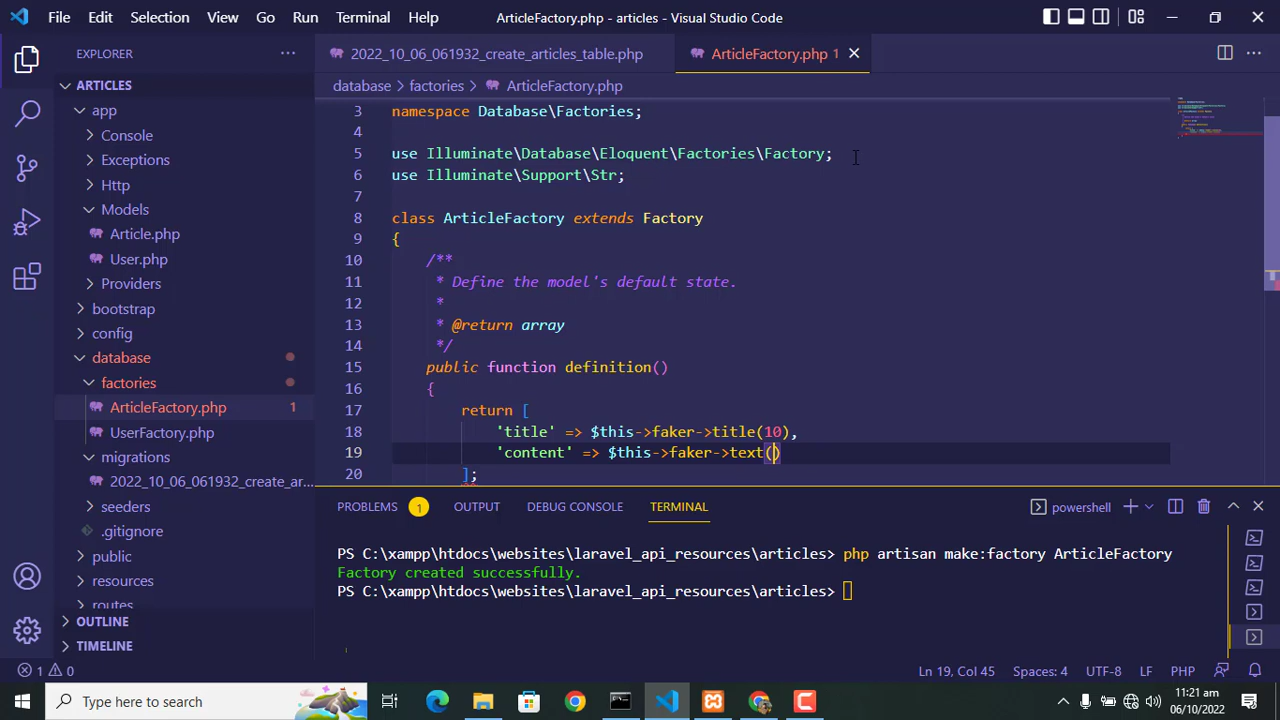 File Edit Selection View Go Run Terminal Help ArticleFactory.php - articles - Visual Studio Code
EXPLORER
ARTICLES
app
Console
Exceptions
Http
Models
Article.php
User.php
Providers
bootstrap
config
database
factories
ArticleFactory.php 1
UserFactory.php
migrations
2022_10_06_061932_create_ar...
seeders
.gitignore
public
resources
routes
OUTLINE
TIMELINE
2022_10_06_061932_create_articles_table.php ArticleFactory.php 1
database > factories > ArticleFactory.php
3 namespace Database\Factories;
4
5 use Illuminate\Database\Eloquent\Factories\Factory;
6 use Illuminate\Support\Str;
7
8 class ArticleFactory extends Factory
9 {
10 /**
11 * Define the model's default state.
12 *
13 * @return array
14 */
15 public function definition()
16 {
17 return [
18 'title' => $this->faker->title(10),
19 'content' => $this->faker->text()
20 ];
PROBLEMS 1 OUTPUT DEBUG CONSOLE TERMINAL powershell
PS C:\xampp\htdocs\websites\laravel_api_resources\articles> php artisan make:factory ArticleFactory
Factory created successfully.
PS C:\xampp\htdocs\websites\laravel_api_resources\articles>
1 0 Ln 19, Col 45 Spaces: 4 UTF-8 LF PHP
Type here to search
11:21 am
06/10/2022